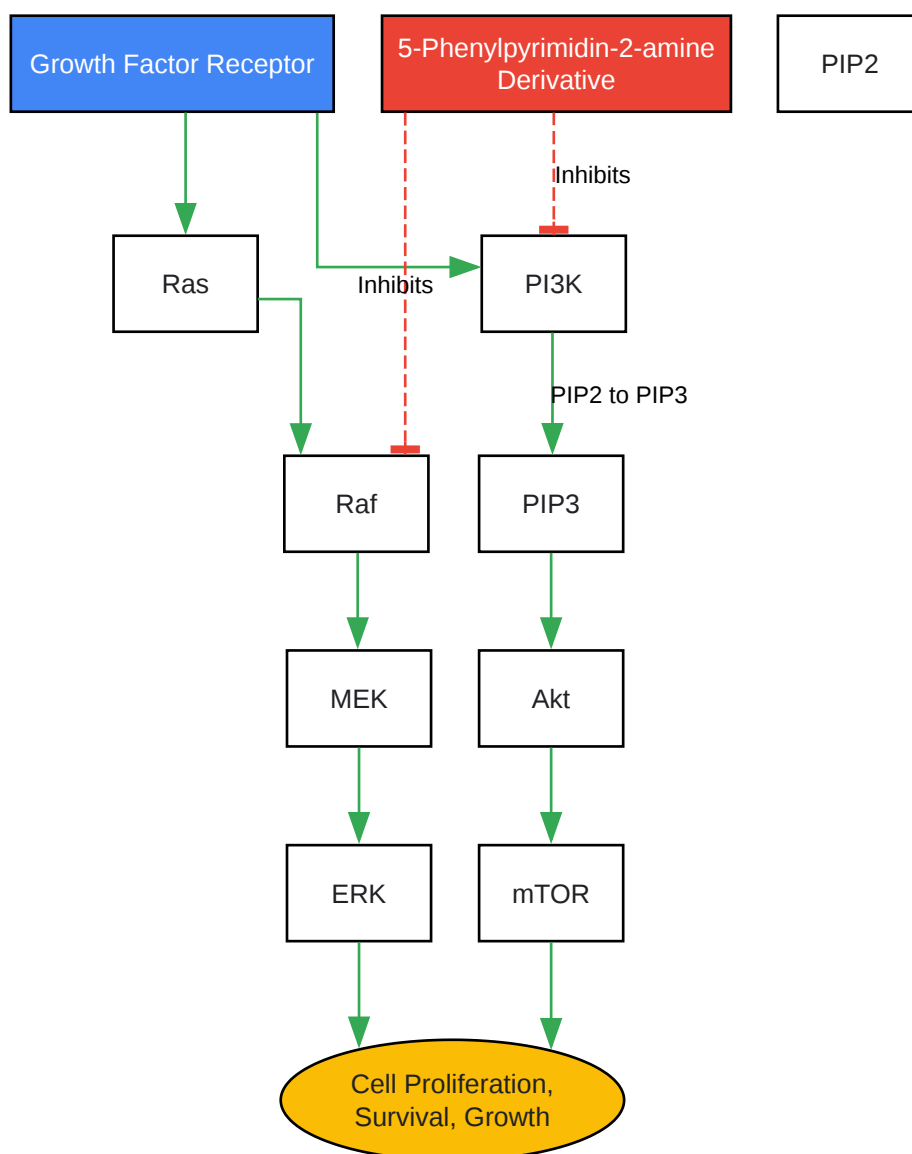 Growth Factor Receptor
5-Phenylpyrimidin-2-amine
Derivative
PIP2
Inhibits
Ras
Inhibits
PI3K
PIP2 to PIP3
Raf
PIP3
MEK
Akt
ERK
mTOR
Cell Proliferation,
Survival, Growth